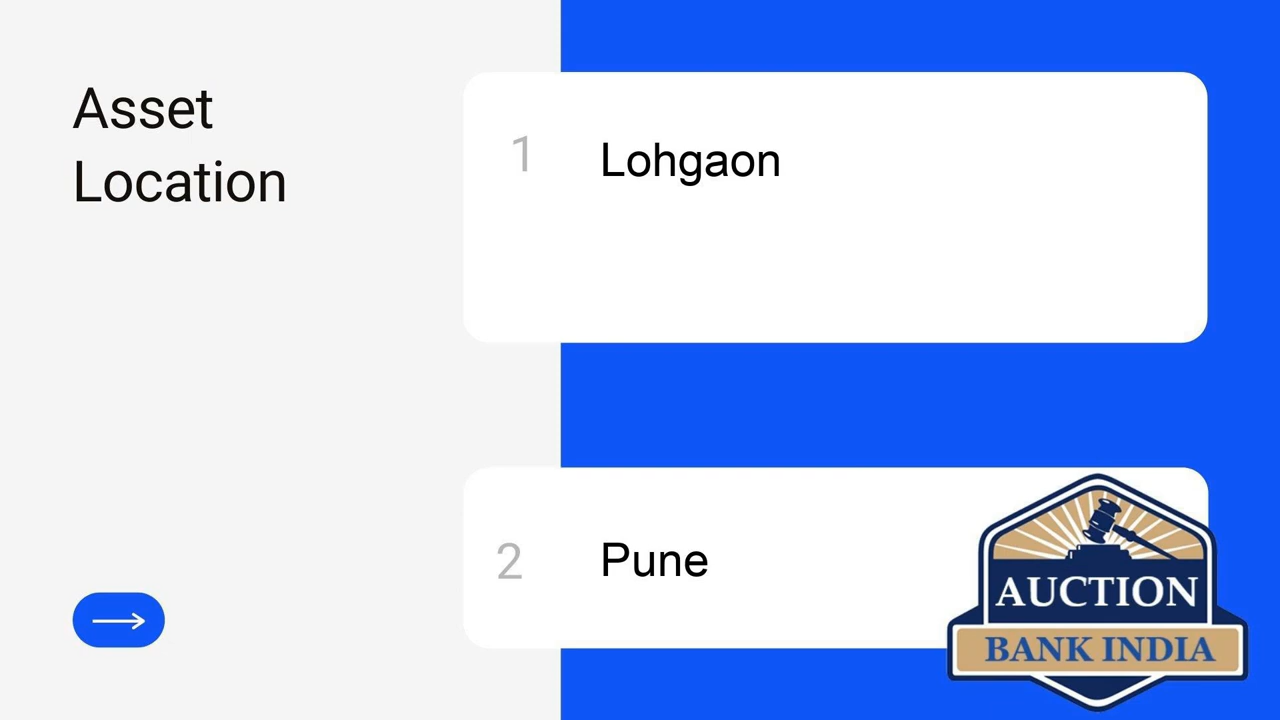 Asset
Location
1
Lohgaon
2
Pune
AUCTION
BANK INDIA